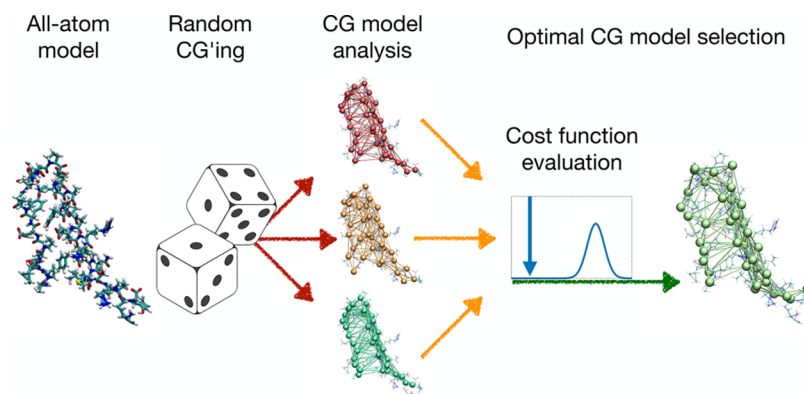 All-atom
model
Random
CG'ing
CG model
analysis
Optimal CG model selection
Cost function
evaluation